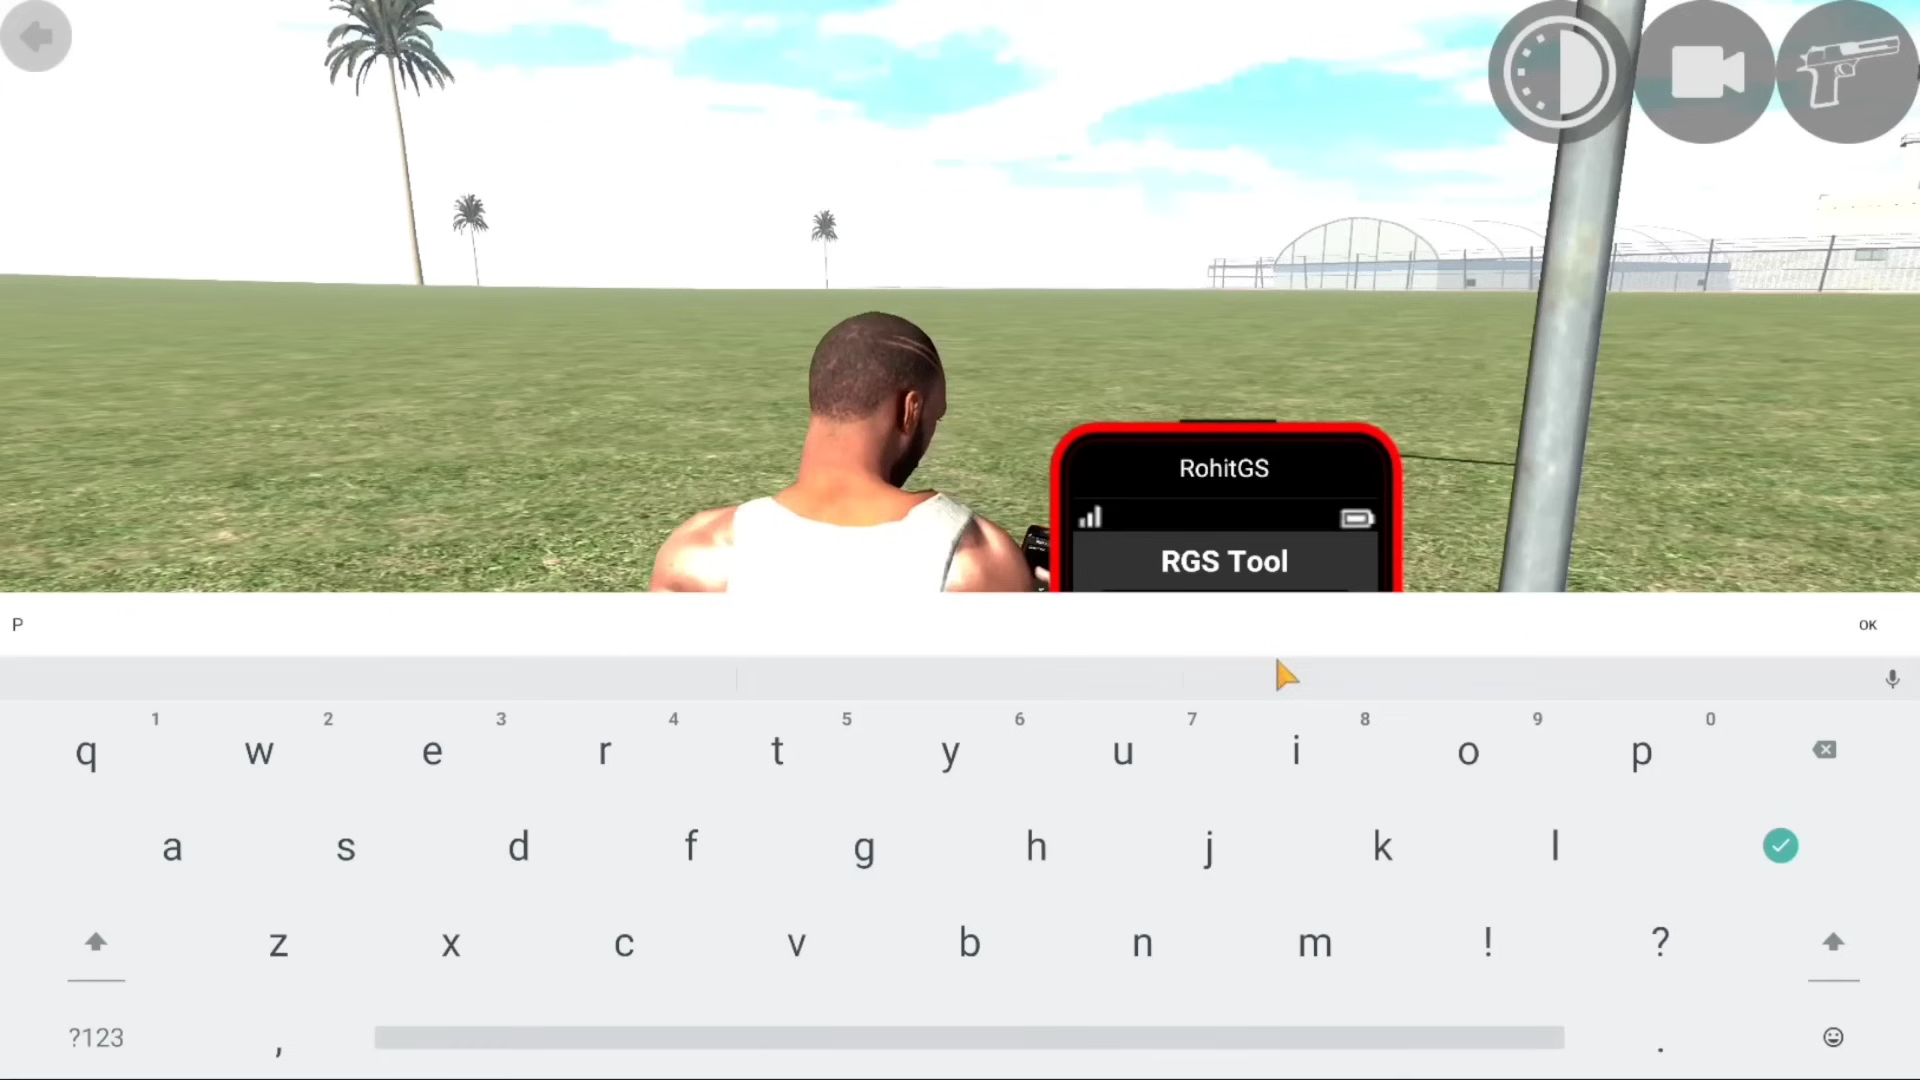 RohitGS
RGS Tool
P
OK
1 2 3 4 5 6 7 8 9 0
q w e r t y u i o p
a s d f g h j k l
z x c v b n m ! ?
?123 , .